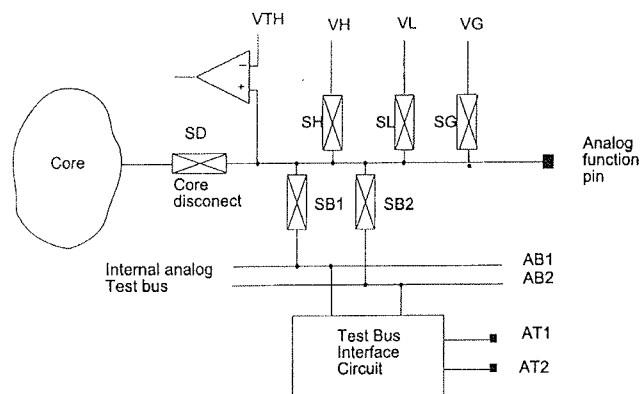 VTH
VH
VL
VG
−
+
SD
SH
SL
SG
Core
Core
disconect
Analog
function
pin
SB1
SB2
Internal analog
Test bus
AB1
AB2
Test Bus
Interface
Circuit
AT1
AT2